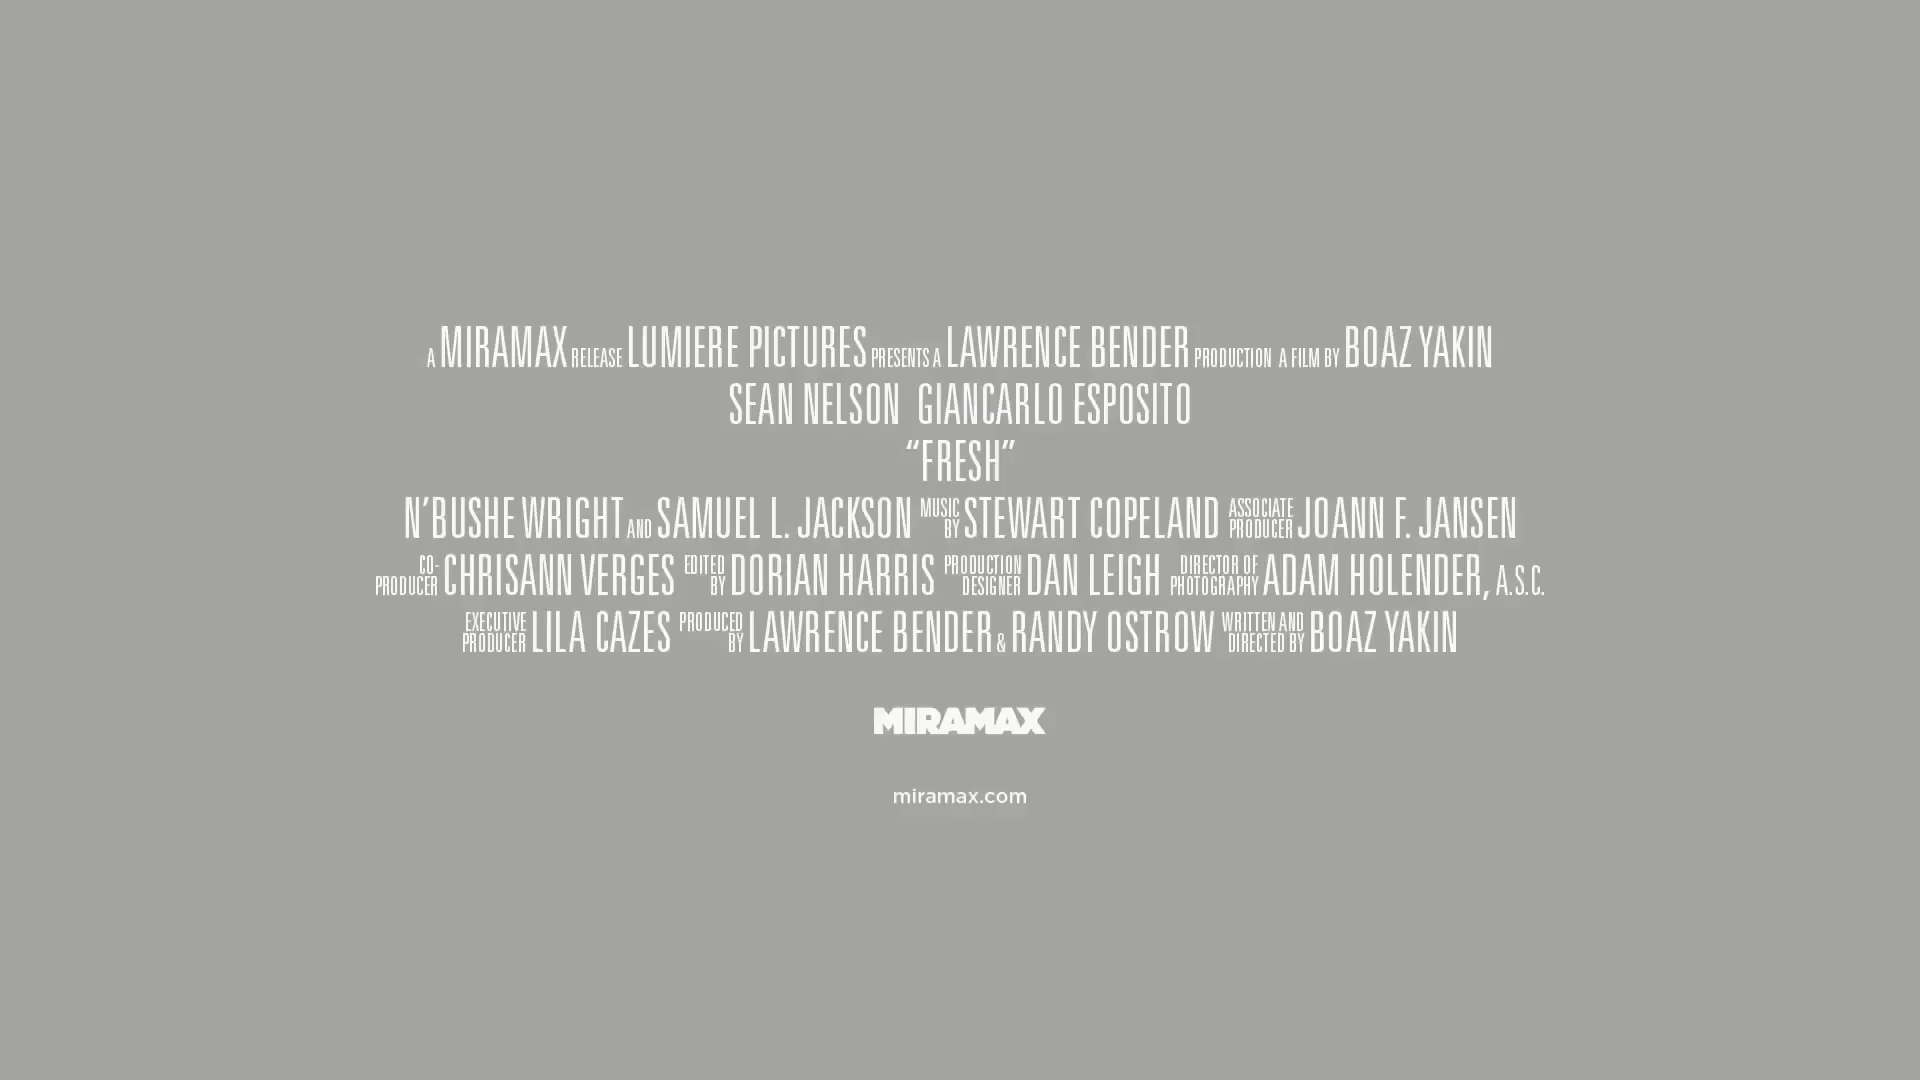 A MIRAMAX RELEASE LUMIERE PICTURES PRESENTS A LAWRENCE BENDER PRODUCTION A FILM BY BOAZ YAKIN
SEAN NELSON GIANCARLO ESPOSITO
“FRESH”
N’BUSHE WRIGHT AND SAMUEL L. JACKSON MUSIC BY STEWART COPELAND ASSOCIATE PRODUCER JOANN F. JANSEN
CO-PRODUCER CHRISANN VERGES EDITED BY DORIAN HARRIS PRODUCTION DESIGNER DAN LEIGH DIRECTOR OF PHOTOGRAPHY ADAM HOLENDER, A.S.C.
EXECUTIVE PRODUCER LILA CAZES PRODUCED BY LAWRENCE BENDER & RANDY OSTROW WRITTEN AND DIRECTED BY BOAZ YAKIN
MIRAMAX
miramax.com